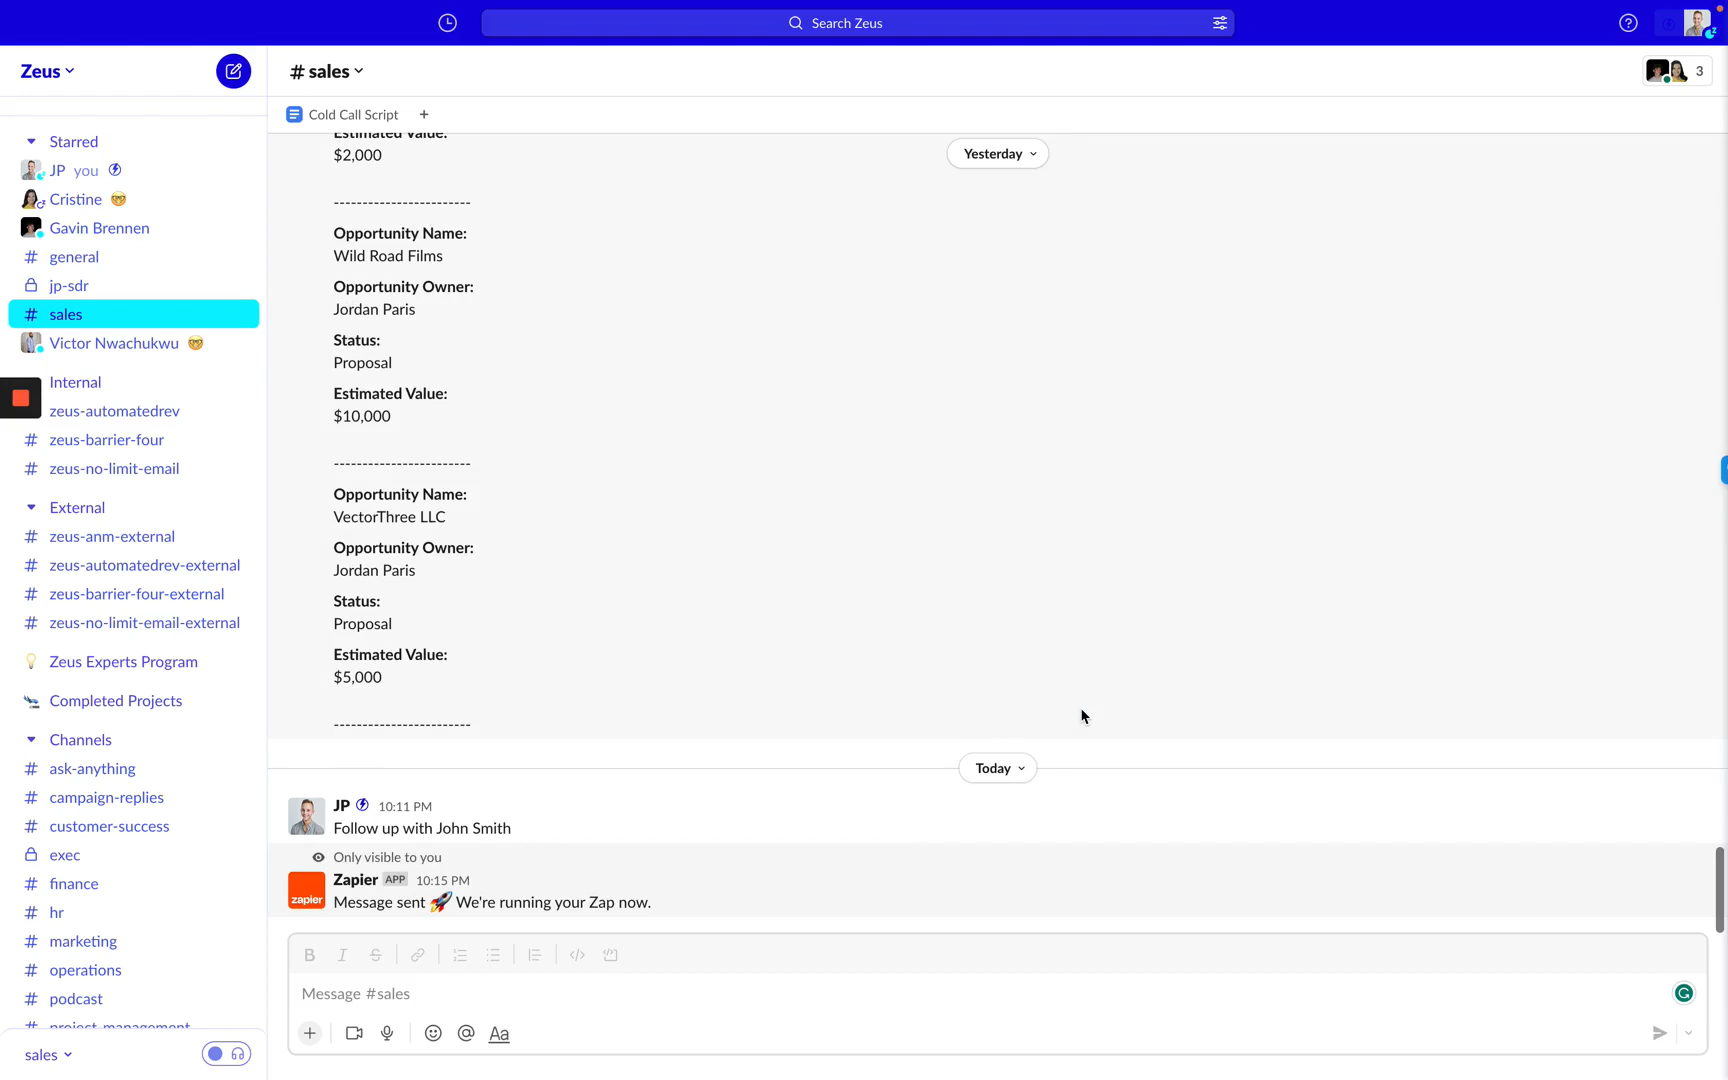 Search Zeus
Zeus
# sales
3
Cold Call Script
+
Starred
JP you
Cristine
Gavin Brennen
# general
jp-sdr
# sales
Victor Nwachukwu
Internal
zeus-automatedrev
# zeus-barrier-four
# zeus-no-limit-email
External
# zeus-anm-external
# zeus-automatedrev-external
# zeus-barrier-four-external
# zeus-no-limit-email-external
Zeus Experts Program
Completed Projects
Channels
# ask-anything
# campaign-replies
# customer-success
exec
# finance
# hr
# marketing
# operations
# podcast
# project-management
sales
Estimated Value:
$2,000
Yesterday
------------------------
Opportunity Name:
Wild Road Films
Opportunity Owner:
Jordan Paris
Status:
Proposal
Estimated Value:
$10,000
------------------------
Opportunity Name:
VectorThree LLC
Opportunity Owner:
Jordan Paris
Status:
Proposal
Estimated Value:
$5,000
------------------------
Today
JP 10:11 PM
Follow up with John Smith
Only visible to you
zapier
Zapier APP 10:15 PM
Message sent 🚀 We're running your Zap now.
B I S
Message #sales
+ @ Aa